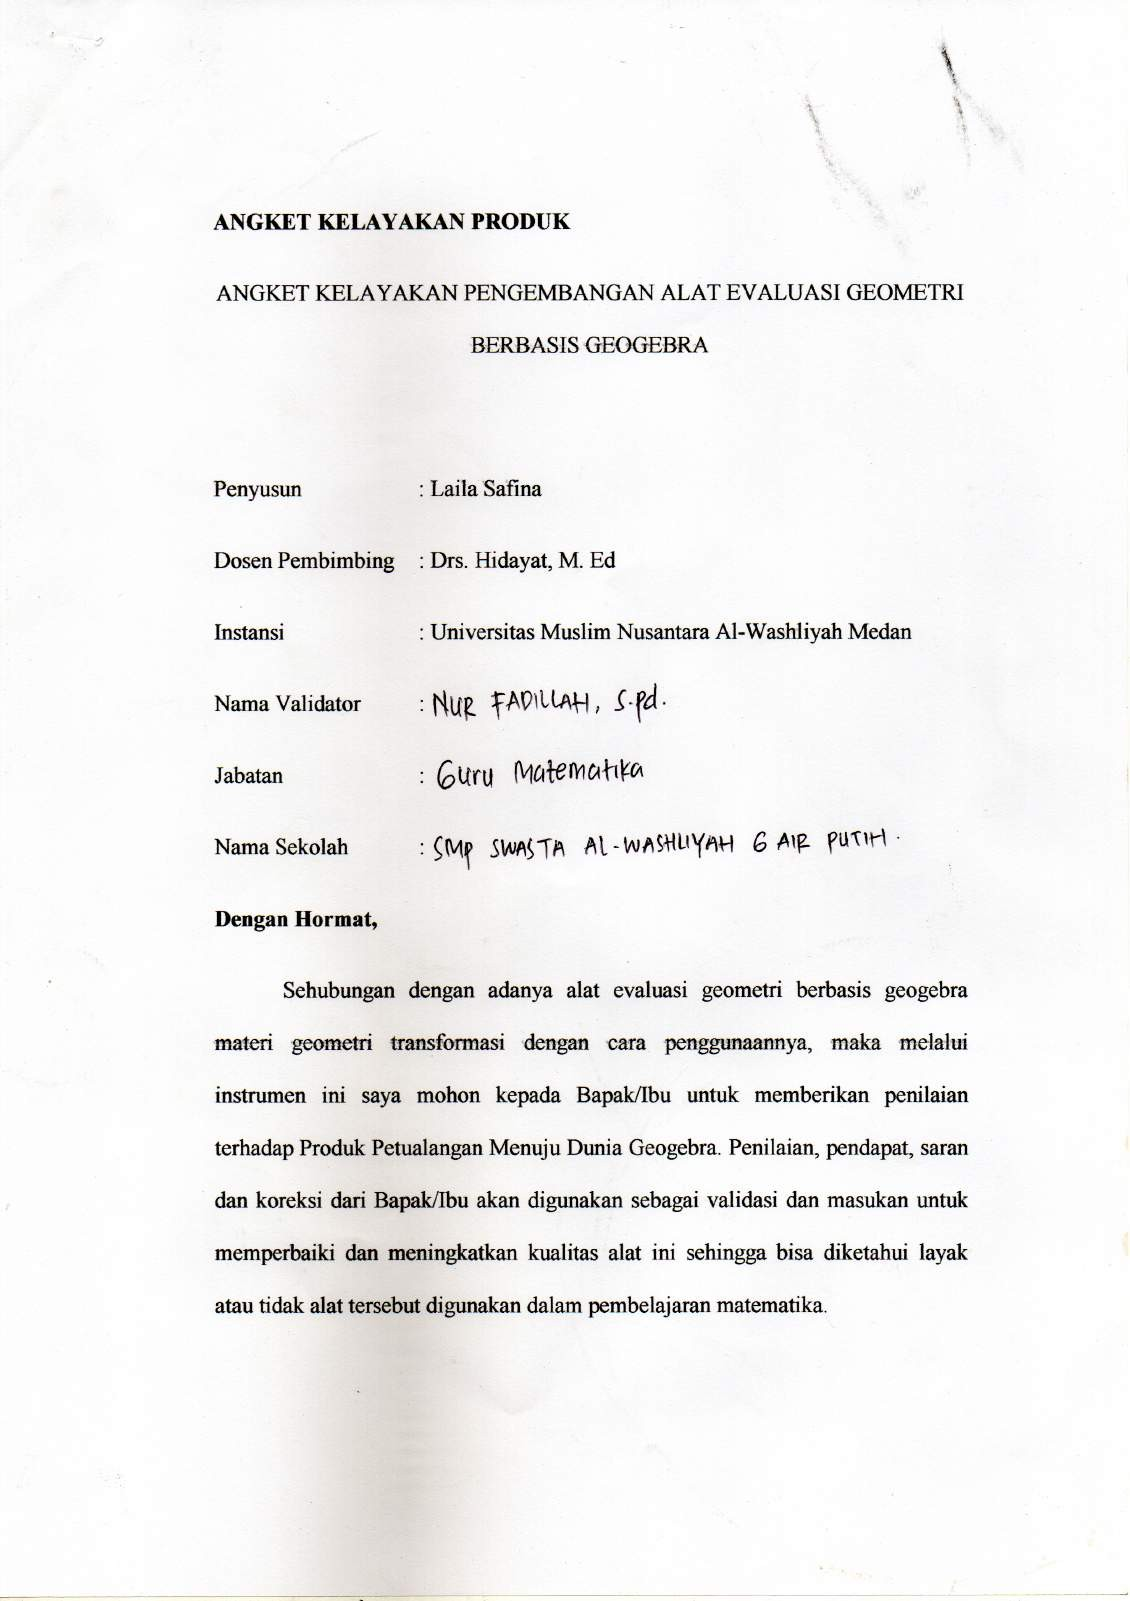 ANGKET KELAYAKAN PRODUK
ANGKET KELAYAKAN PENGEMBANGAN ALAT EVALUASI GEOMETRI
BERBASIS GEOGEBRA
Penyusun : Laila Safina
Dosen Pembimbing : Drs. Hidayat, M. Ed
Instansi : Universitas Muslim Nusantara Al-Washliyah Medan
Nama Validator : NUR FADILLAH, S.Pd.
Jabatan : Guru Matematika
Nama Sekolah : SMP SWASTA AL-WASHLIYAH 6 AIR PUTIH.
Dengan Hormat,
Sehubungan dengan adanya alat evaluasi geometri berbasis geogebra
materi geometri transformasi dengan cara penggunaannya, maka melalui
instrumen ini saya mohon kepada Bapak/Ibu untuk memberikan penilaian
terhadap Produk Petualangan Menuju Dunia Geogebra. Penilaian, pendapat, saran
dan koreksi dari Bapak/Ibu akan digunakan sebagai validasi dan masukan untuk
memperbaiki dan meningkatkan kualitas alat ini sehingga bisa diketahui layak
atau tidak alat tersebut digunakan dalam pembelajaran matematika.